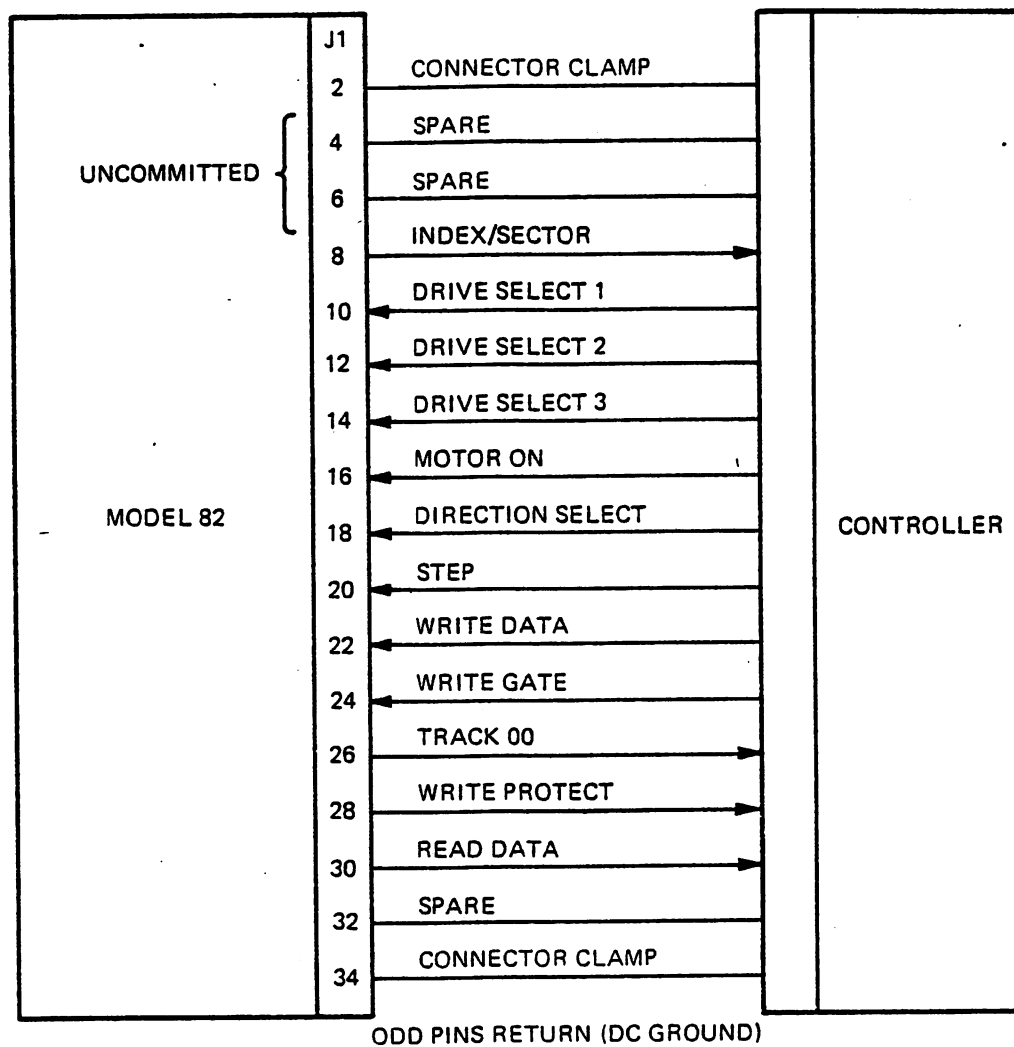 J1
CONNECTOR CLAMP
2
SPARE
4
UNCOMMITTED
SPARE
6
INDEX/SECTOR
8
DRIVE SELECT 1
10
DRIVE SELECT 2
12
DRIVE SELECT 3
14
MOTOR ON
16
MODEL 82
DIRECTION SELECT
18
CONTROLLER
STEP
20
WRITE DATA
22
WRITE GATE
24
TRACK 00
26
WRITE PROTECT
28
READ DATA
30
SPARE
32
CONNECTOR CLAMP
34
ODD PINS RETURN (DC GROUND)